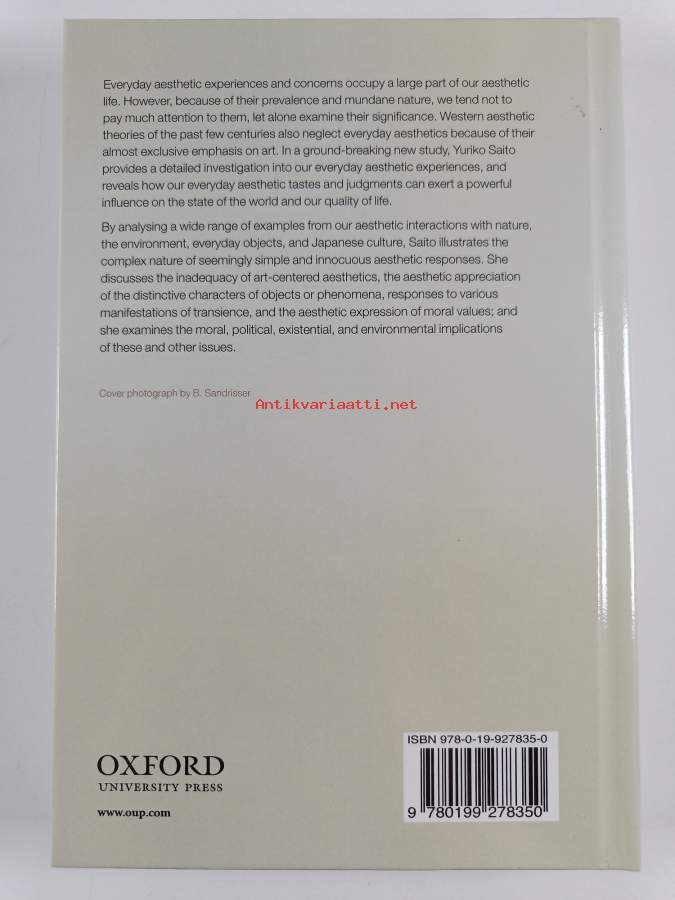 Everyday aesthetic experiences and concerns occupy a large part of our aesthetic
life. However, because of their prevalence and mundane nature, we tend not to
pay much attention to them, let alone examine their significance. Western aesthetic
theories of the past few centuries also neglect everyday aesthetics because of their
almost exclusive emphasis on art. In a ground-breaking new study, Yuriko Saito
provides a detailed investigation into our everyday aesthetic experiences, and
reveals how our everyday aesthetic tastes and judgments can exert a powerful
influence on the state of the world and our quality of life.
By analysing a wide range of examples from our aesthetic interactions with nature,
the environment, everyday objects, and Japanese culture, Saito illustrates the
complex nature of seemingly simple and innocuous aesthetic responses. She
discusses the inadequacy of art-centered aesthetics, the aesthetic appreciation
of the distinctive characters of objects or phenomena, responses to various
manifestations of transience, and the aesthetic expression of moral values; and
she examines the moral, political, existential, and environmental implications
of these and other issues.
Cover photograph by B. Sandrisser
Antikvariaatti.net
ISBN 978-0-19-927835-0
OXFORD
UNIVERSITY PRESS
www.oup.com
9 780199 278350